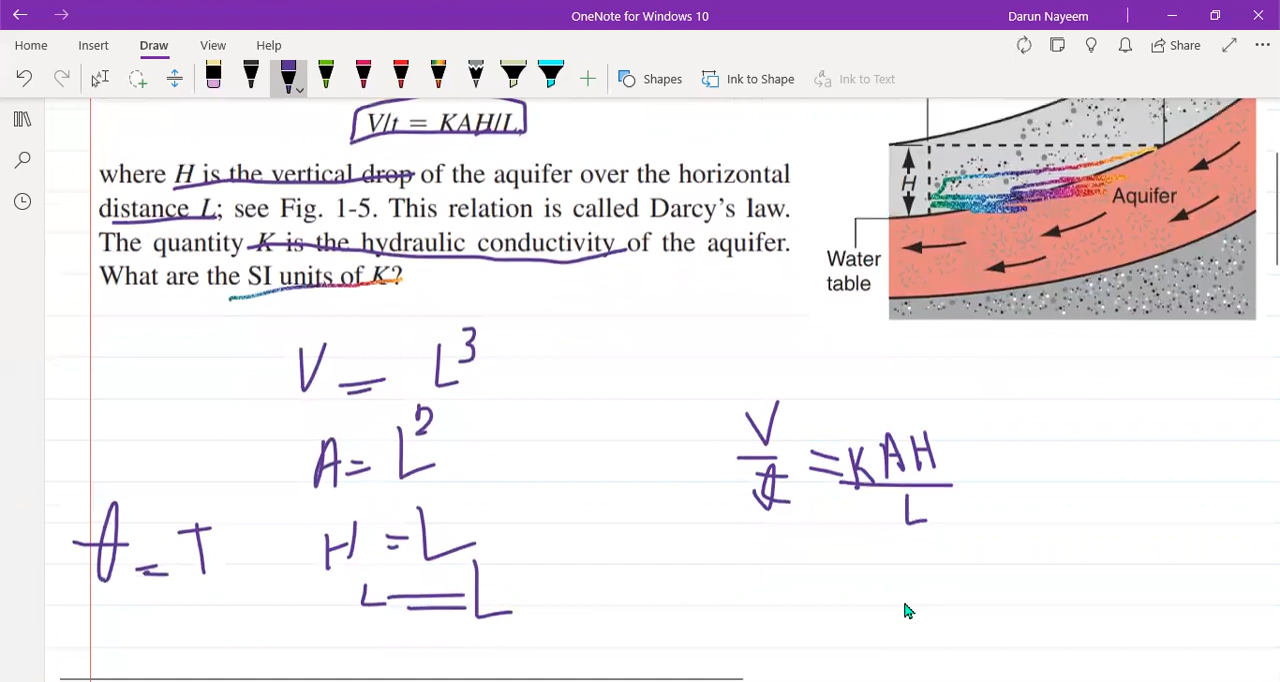 OneNote for Windows 10
Darun Nayeem
Home Insert Draw View Help
Share
Shapes Ink to Shape Ink to Text
V/t = KAH/L,
where H is the vertical drop of the aquifer over the horizontal
distance L; see Fig. 1-5. This relation is called Darcy's law.
The quantity K is the hydraulic conductivity of the aquifer.
What are the SI units of K?
H
Aquifer
Water
table
V = L³
A = L²
t = T
H = L
L = L
V/t = KAH/L